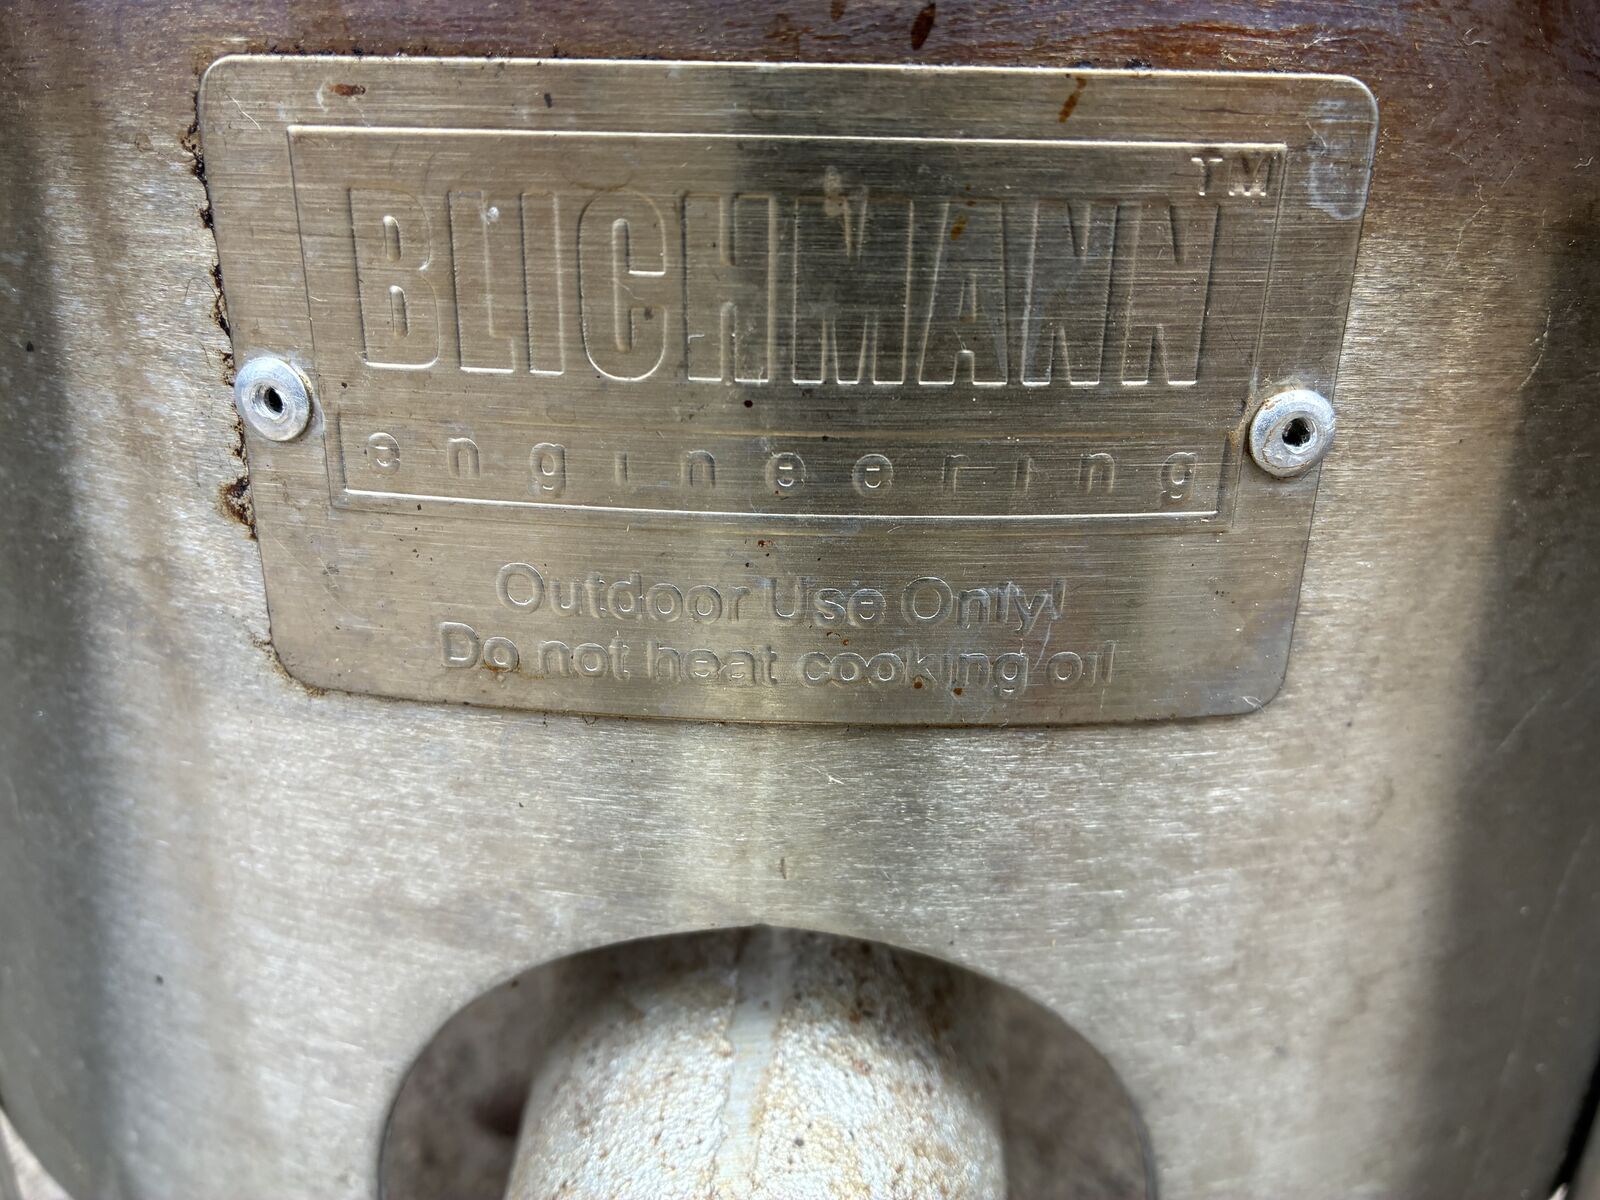 BLICHMANN™
engineering
Outdoor Use Only!
Do not heat cooking oil